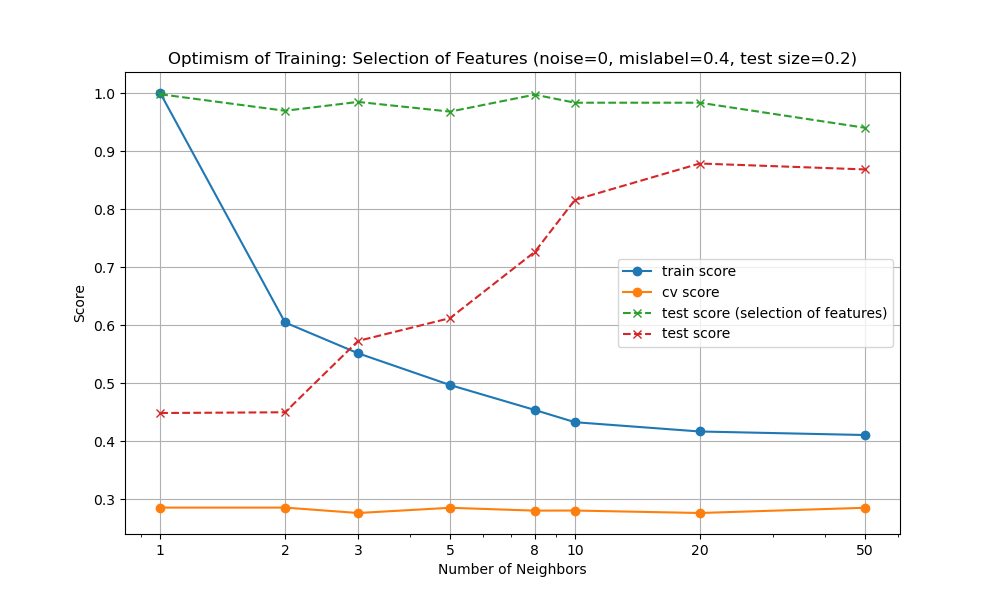 Optimism of Training: Selection of Features (noise=0, mislabel=0.4, test size=0.2)
Score
1.0
0.9
0.8
0.7
0.6
0.5
0.4
0.3
train score
cv score
test score (selection of features)
test score
1 2 3 5 8 10 20 50
Number of Neighbors